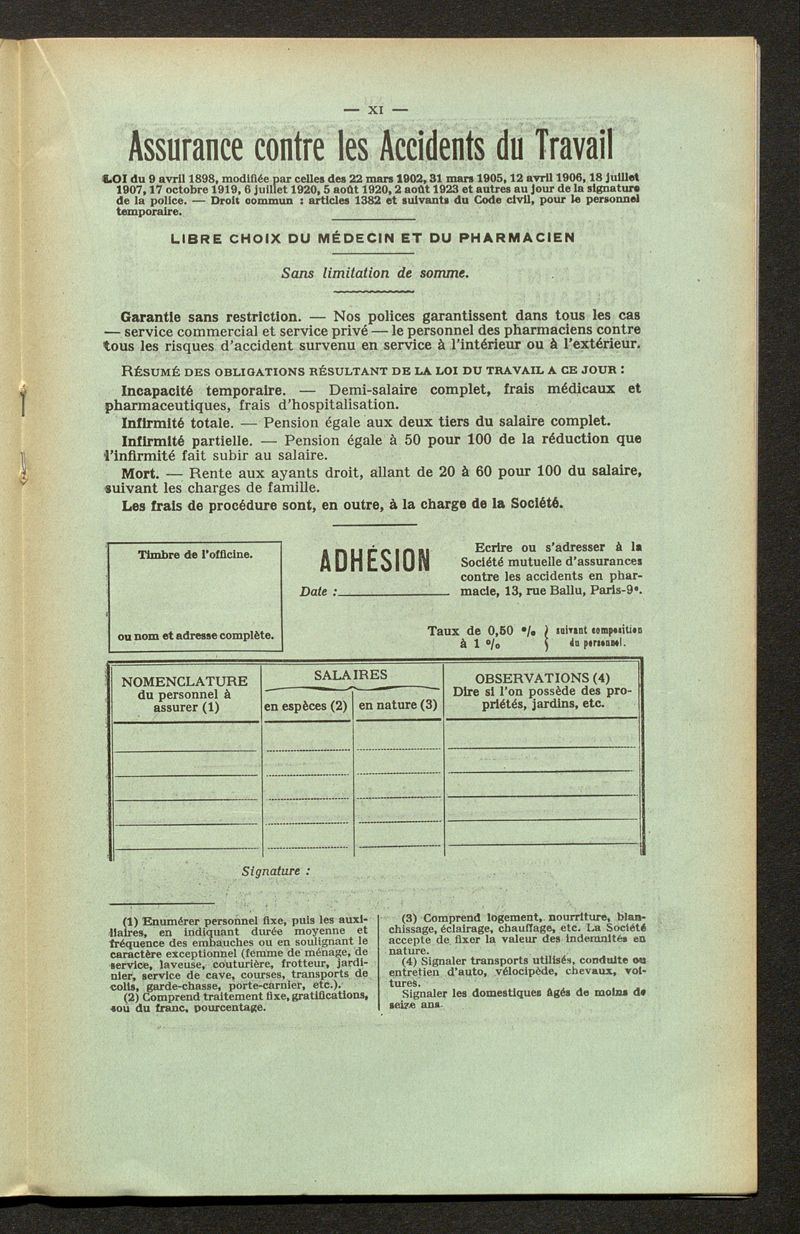 — XI —
Assurance contre les Accidents du Travail
LOI du 9 avril 1898, modifiée par celles des 22 mars 1902, 31 mars 1905, 12 avril 1906, 18 juillet
1907, 17 octobre 1919, 6 juillet 1920, 5 août 1920, 2 août 1923 et autres au jour de la signature
de la police. — Droit commun : articles 1382 et suivants du Code civil, pour le personnel
temporaire.
LIBRE CHOIX DU MÉDECIN ET DU PHARMACIEN
Sans limitation de somme.
Garantie sans restriction. — Nos polices garantissent dans tous les cas
— service commercial et service privé — le personnel des pharmaciens contre
tous les risques d'accident survenu en service à l'intérieur ou à l'extérieur.
RÉSUMÉ DES OBLIGATIONS RÉSULTANT DE LA LOI DU TRAVAIL A CE JOUR :
Incapacité temporaire. — Demi-salaire complet, frais médicaux et
pharmaceutiques, frais d'hospitalisation.
Infirmité totale. — Pension égale aux deux tiers du salaire complet.
Infirmité partielle. — Pension égale à 50 pour 100 de la réduction que
l'infirmité fait subir au salaire.
Mort. — Rente aux ayants droit, allant de 20 à 60 pour 100 du salaire,
suivant les charges de famille.
Les frais de procédure sont, en outre, à la charge de la Société.
Timbre de l'officine.
ou nom et adresse complète.
ADHÉSION
Date :
Ecrire ou s'adresser à la
Société mutuelle d'assurances
contre les accidents en phar-
macie, 13, rue Ballu, Paris-9e.
Taux de 0,50 % } suivant composition
à 1 % } du personnel.
NOMENCLATURE
du personnel à
assurer (1)
SALAIRES
en espèces (2)
en nature (3)
OBSERVATIONS (4)
Dire si l'on possède des pro-
priétés, jardins, etc.
Signature :
(1) Enumérer personnel fixe, puis les auxi-
liaires, en indiquant durée moyenne et
fréquence des embauches ou en soulignant le
caractère exceptionnel (femme de ménage, de
service, laveuse, couturière, frotteur, jardi-
nier, service de cave, courses, transports de
colis, garde-chasse, porte-carnier, etc.).
(2) Comprend traitement fixe, gratifications,
sou du franc, pourcentage.
(3) Comprend logement, nourriture, blan-
chissage, éclairage, chauffage, etc. La Société
accepte de fixer la valeur des indemnités en
nature.
(4) Signaler transports utilisés, conduite ou
entretien d'auto, vélocipède, chevaux, voi-
tures.
Signaler les domestiques âgés de moins de
seize ans.